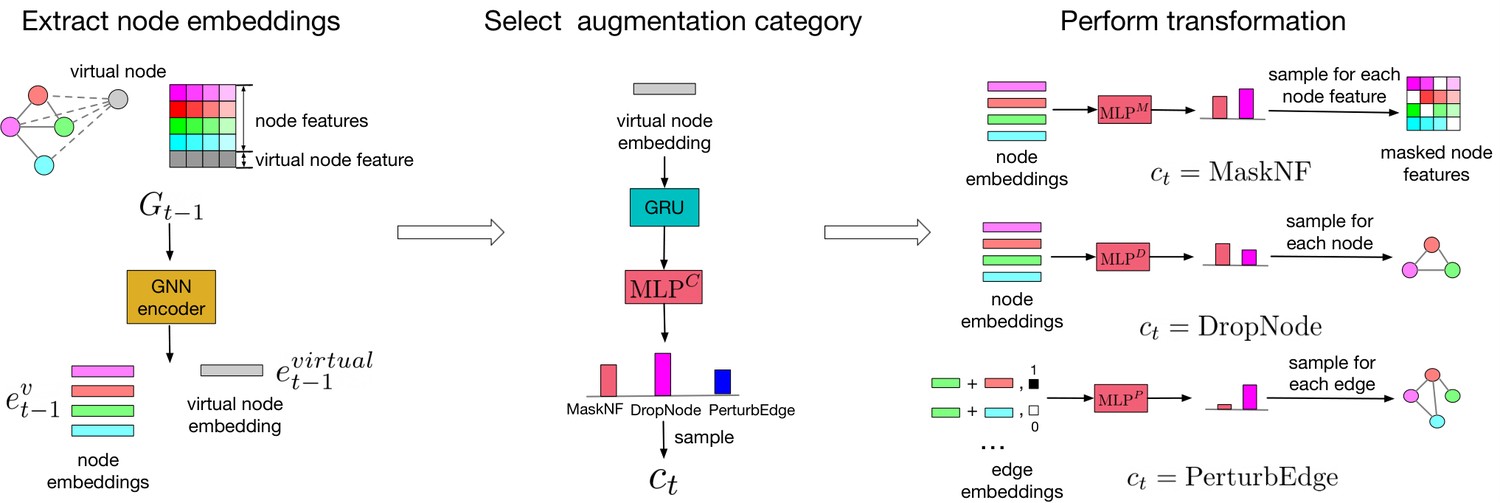 Extract node embeddings
virtual node
node features
virtual node feature
G_{t-1}
GNN
encoder
e^{v}_{t-1}
e^{virtual}_{t-1}
virtual node
embedding
node
embeddings
Select augmentation category
virtual node
embedding
GRU
MLP^C
MaskNF DropNode PerturbEdge
sample
c_t
Perform transformation
node
embeddings
MLP^M
sample for each
node feature
masked node
features
c_t = MaskNF
node
embeddings
MLP^D
sample for
each node
c_t = DropNode
+ , 1
+ , 0
...
edge
embeddings
MLP^P
sample for
each edge
c_t = PerturbEdge